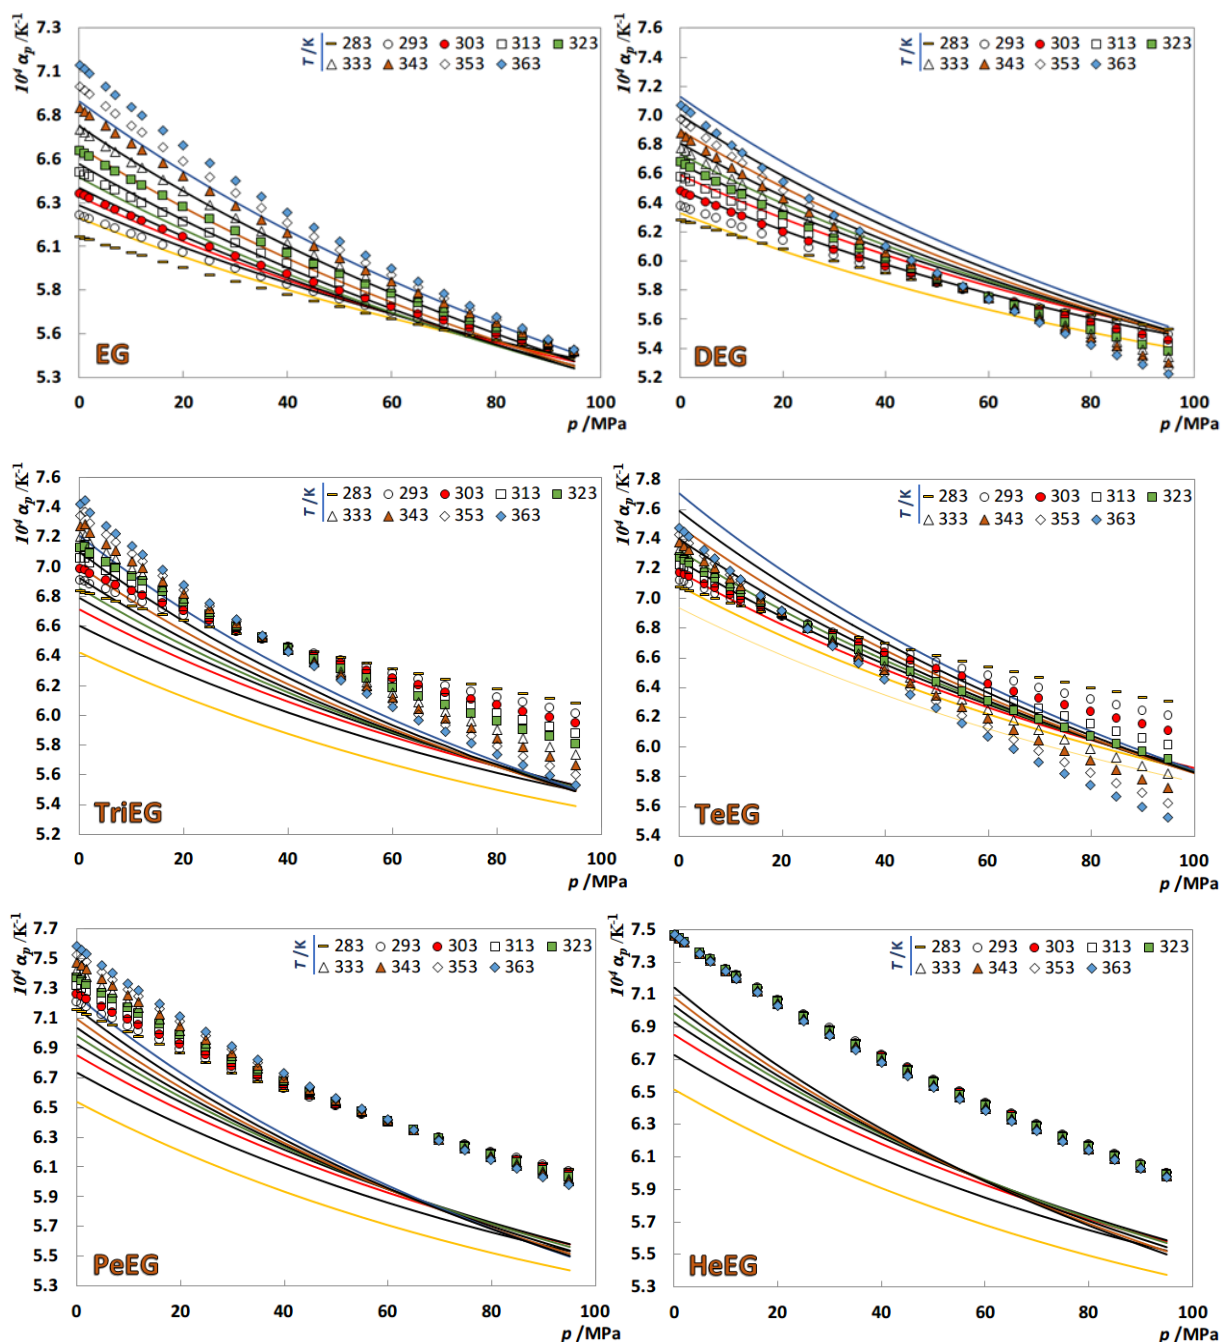 10⁴ αp /K⁻¹
T /K
283 293 303 313 323
333 343 353 363
7.3
7.1
6.8
6.6
6.3
6.1
5.8
5.6
5.3
EG
0 20 40 60 80 100
p /MPa
10⁴ αp /K⁻¹
T /K
283 293 303 313 323
333 343 353 363
7.6
7.4
7.2
7.0
6.8
6.6
6.4
6.2
6.0
5.8
5.6
5.4
5.2
DEG
0 20 40 60 80 100
p /MPa
10⁴ αp /K⁻¹
T /K
283 293 303 313 323
333 343 353 363
7.6
7.4
7.2
7.0
6.8
6.6
6.4
6.2
6.0
5.8
5.6
5.4
5.2
TriEG
0 20 40 60 80 100
p /MPa
10⁴ αp /K⁻¹
T /K
283 293 303 313 323
333 343 353 363
7.8
7.6
7.4
7.2
7.0
6.8
6.6
6.4
6.2
6.0
5.8
5.6
5.4
TeEG
0 20 40 60 80 100
p /MPa
10⁴ αp /K⁻¹
T /K
283 293 303 313 323
333 343 353 363
7.7
7.5
7.3
7.1
6.9
6.7
6.5
6.3
6.1
5.9
5.7
5.5
5.3
PeEG
0 20 40 60 80 100
p /MPa
10⁴ αp /K⁻¹
T /K
283 293 303 313 323
333 343 353 363
7.5
7.3
7.1
6.9
6.7
6.5
6.3
6.1
5.9
5.7
5.5
5.3
HeEG
0 20 40 60 80 100
p /MPa